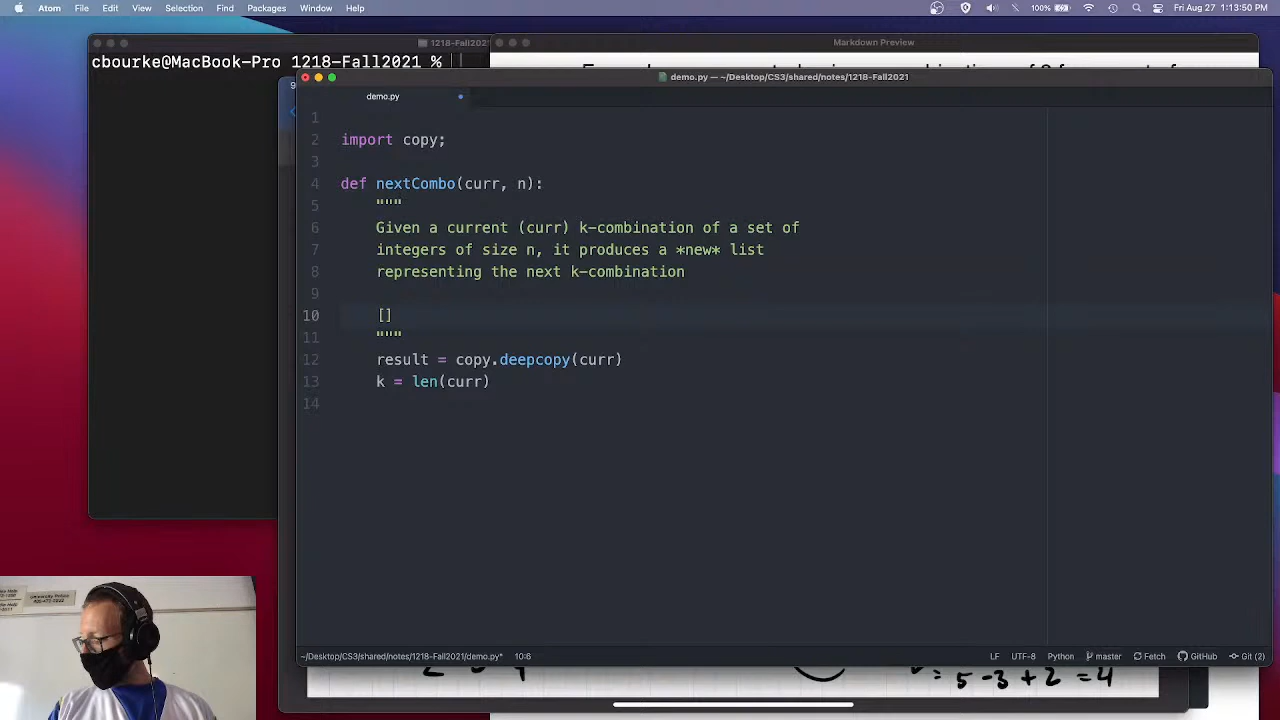 Atom File Edit View Selection Find Packages Window Help 100% Fri Aug 27 1:13:50 PM
1218-Fall2021
Markdown Preview
cbourke@MacBook-Pro 1218-Fall2021 %
demo.py — ~/Desktop/CS3/shared/notes/1218-Fall2021
demo.py
1
2 import copy;
3
4 def nextCombo(curr, n):
5 """
6 Given a current (curr) k-combination of a set of
7 integers of size n, it produces a *new* list
8 representing the next k-combination
9
10 []
11 """
12 result = copy.deepcopy(curr)
13 k = len(curr)
14
~/Desktop/CS3/shared/notes/1218-Fall2021/demo.py* 10:6 LF UTF-8 Python master Fetch GitHub Git (2)
5-3+2=4